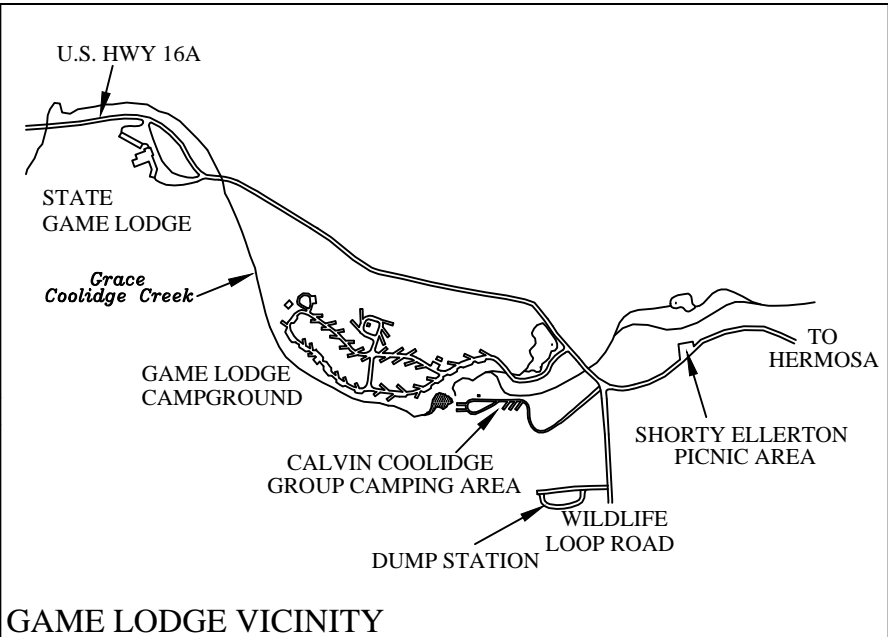 U.S. HWY 16A
STATE
GAME LODGE
Grace
Coolidge Creek
GAME LODGE
CAMPGROUND
TO
HERMOSA
SHORTY ELLERTON
PICNIC AREA
CALVIN COOLIDGE
GROUP CAMPING AREA
WILDLIFE
LOOP ROAD
DUMP STATION
GAME LODGE VICINITY